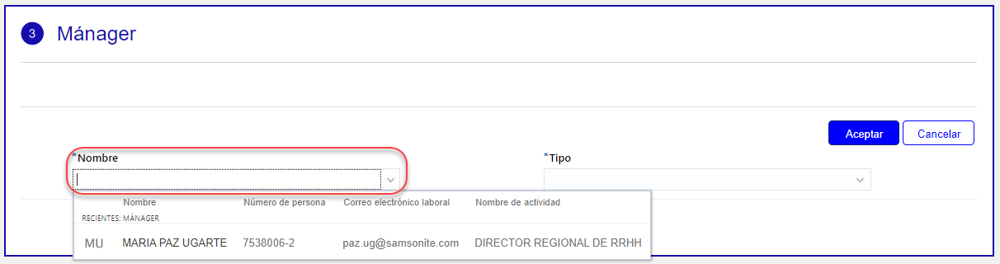 3 Mánager
Aceptar Cancelar
*Nombre *Tipo
Nombre Número de persona Correo electrónico laboral Nombre de actividad
RECIENTES: MÁNAGER
MU MARIA PAZ UGARTE 7538006-2 paz.ug@samsonite.com DIRECTOR REGIONAL DE RRHH